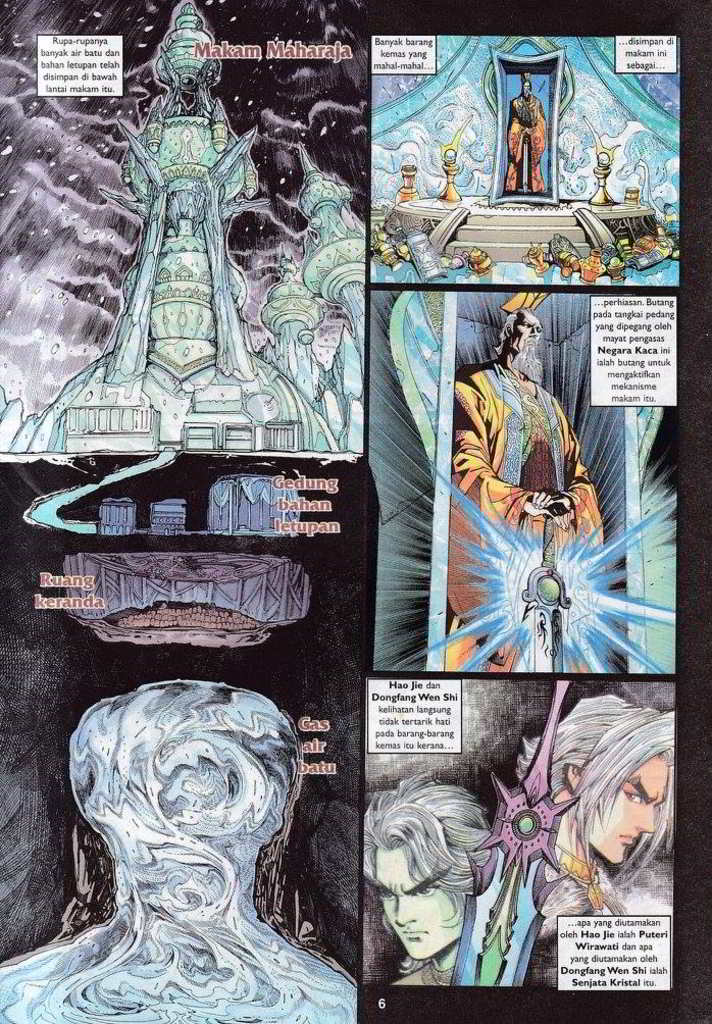 Rupa-rupanya
banyak air batu dan
bahan letupan telah
disimpan di bawah
lantai makam itu.
Makam Maharaja
Gedung
bahan
letupan
Ruang
keranda
Gas
air
batu
Banyak barang
kemas yang
mahal-mahal...
...disimpan di
makam ini
sebagai...
...perhiasan. Butang
pada tangkai pedang
yang dipegang oleh
mayat pengasas
Negara Kaca ini
ialah butang untuk
mengaktifkan
mekanisme
makam itu.
Hao Jie dan
Dongfang Wen Shi
kelihatan langsung
tidak tertarik hati
pada barang-barang
kemas itu kerana...
...apa yang diutamakan
oleh Hao Jie ialah Puteri
Wirawati dan apa
yang diutamakan oleh
Dongfang Wen Shi ialah
Senjata Kristal itu.
6